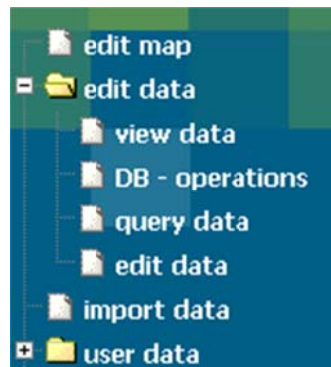 edit map
edit data
view data
DB - operations
query data
edit data
import data
user data